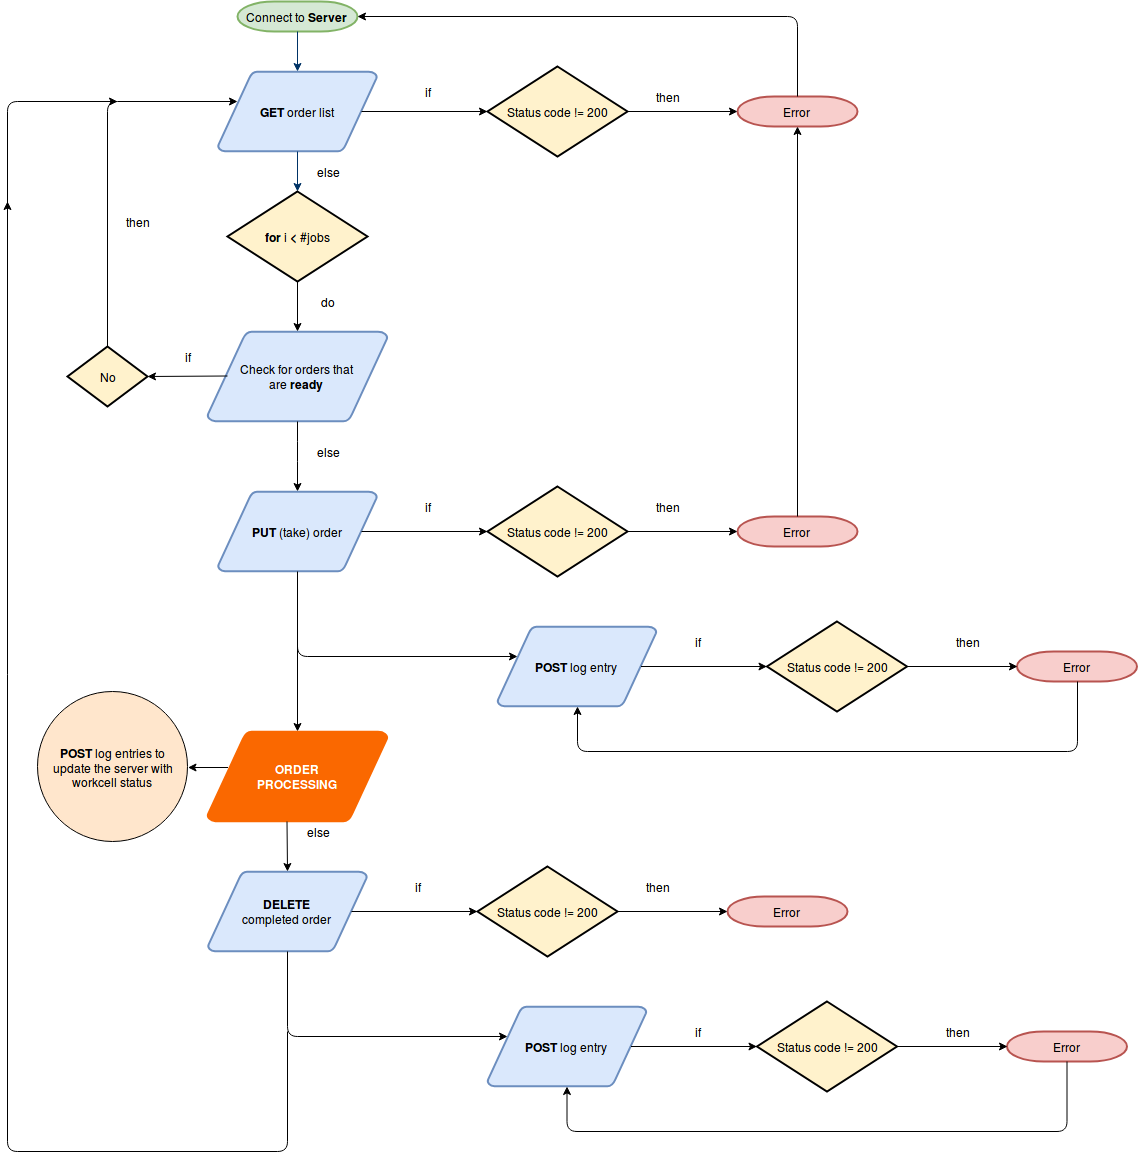 Connect to Server
GET order list
if
Status code != 200
then
Error
else
for i < #jobs
then
do
Check for orders that
are ready
if
No
else
PUT (take) order
if
Status code != 200
then
Error
POST log entry
if
Status code != 200
then
Error
POST log entries to
update the server with
workcell status
ORDER
PROCESSING
else
DELETE
completed order
if
Status code != 200
then
Error
POST log entry
if
Status code != 200
then
Error